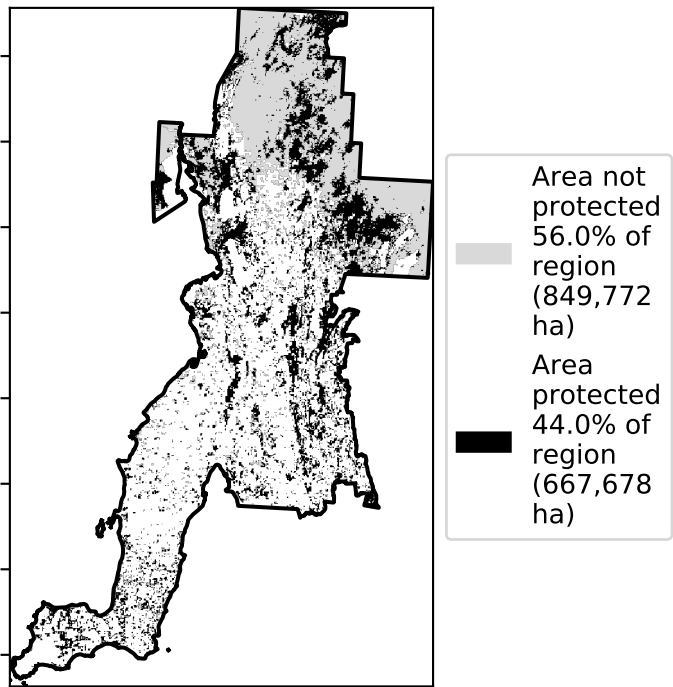 Area not
protected
56.0% of
region
(849,772
ha)
Area
protected
44.0% of
region
(667,678
ha)